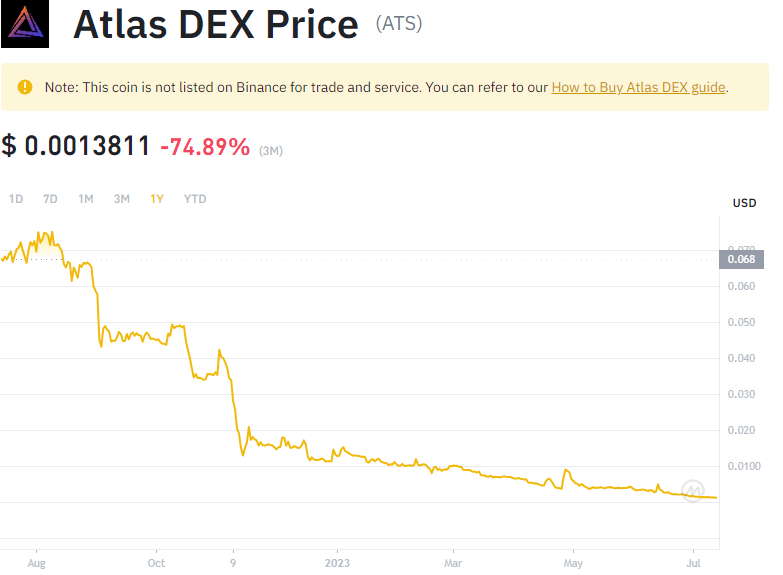 Atlas DEX Price (ATS)
Note: This coin is not listed on Binance for trade and service. You can refer to our How to Buy Atlas DEX guide.
$ 0.0013811 -74.89% (3M)
1D 7D 1M 3M 1Y YTD
USD
0.070
0.068
0.060
0.050
0.040
0.030
0.020
0.0100
Aug Oct 9 2023 Mar May Jul